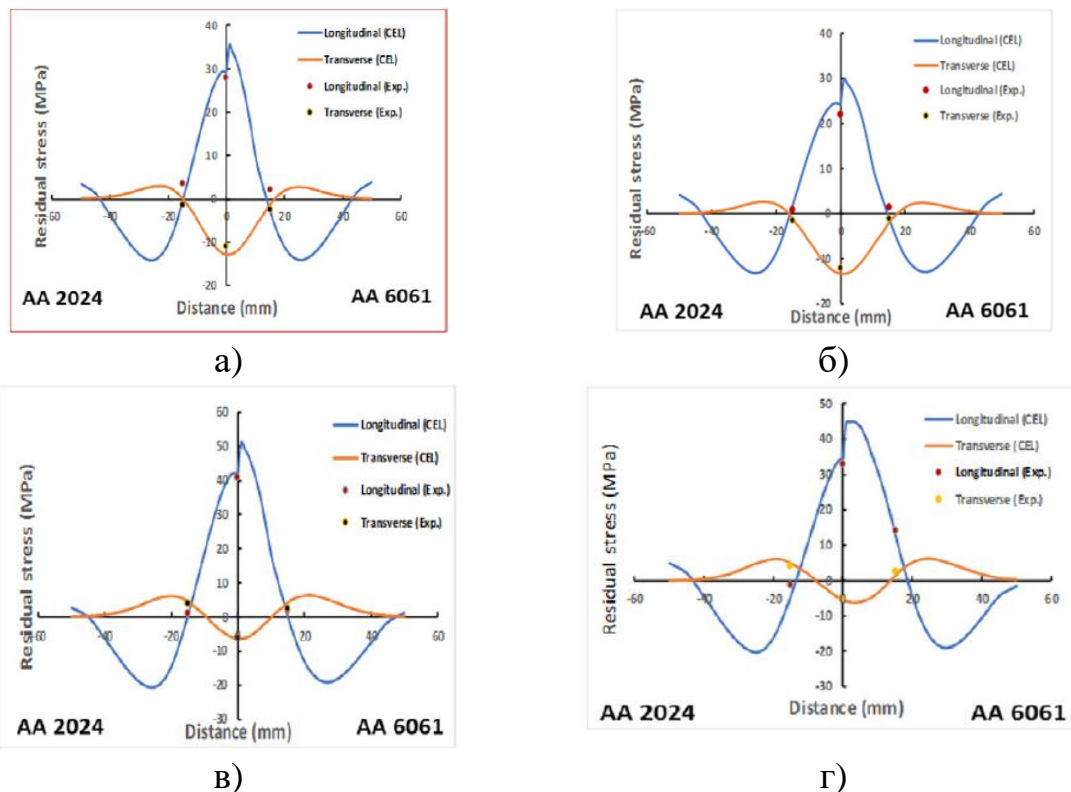 40
30
20
10
0
-10
-20
-60
-40
-20
0
20
40
60
Residual stress (MPa)
Distance (mm)
Longitudinal (CEL)
Transverse (CEL)
Longitudinal (Exp.)
Transverse (Exp.)
AA 2024
AA 6061
а)
40
30
20
10
0
-10
-20
-60
-40
-20
0
20
40
60
Residual stress (MPa)
Distance (mm)
Longitudinal (CEL)
Transverse (CEL)
Longitudinal (Exp.)
Transverse (Exp.)
AA 2024
AA 6061
б)
60
50
40
30
20
10
0
-10
-20
-30
-60
-40
-20
0
20
40
60
Residual stress (MPa)
Distance (mm)
Longitudinal (CEL)
Transverse (CEL)
Longitudinal (Exp.)
Transverse (Exp.)
AA 2024
AA 6061
в)
50
40
30
20
10
0
-10
-20
-30
-60
-40
-20
0
20
40
60
Residual stress (MPa)
Distance (mm)
Longitudinal (CEL)
Transverse (CEL)
Longitudinal (Exp.)
Transverse (Exp.)
AA 2024
AA 6061
г)